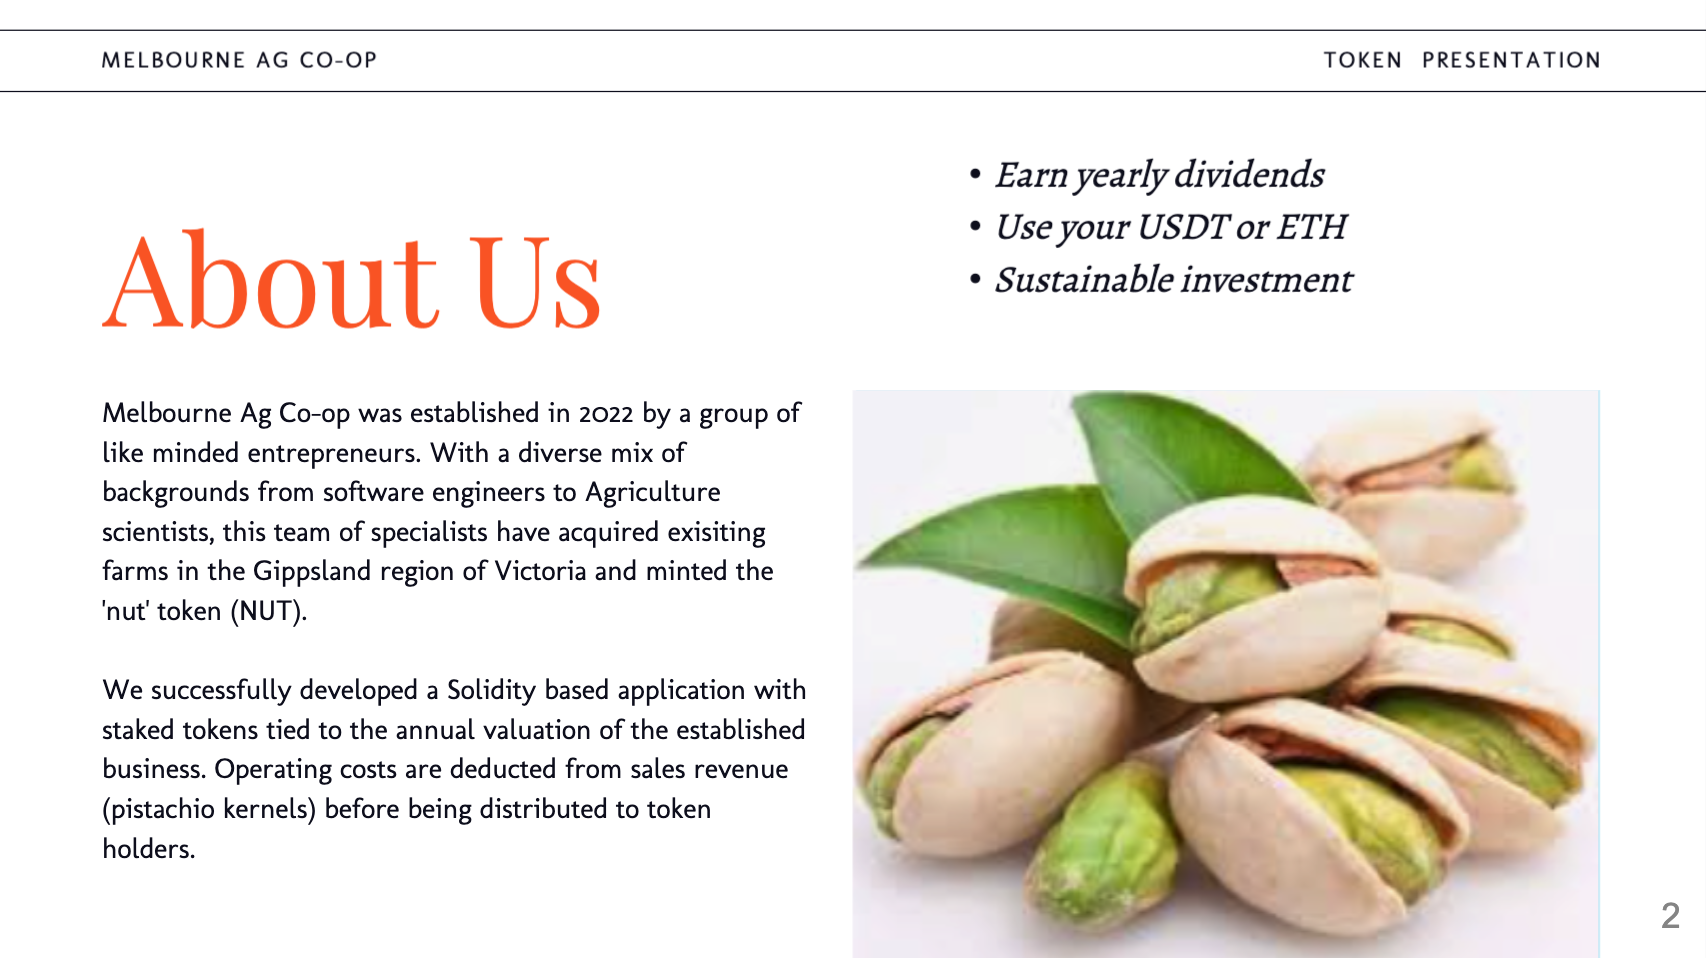 MELBOURNE AG CO-OP
TOKEN PRESENTATION
About Us
• Earn yearly dividends
• Use your USDT or ETH
• Sustainable investment
Melbourne Ag Co-op was established in 2022 by a group of
like minded entrepreneurs. With a diverse mix of
backgrounds from software engineers to Agriculture
scientists, this team of specialists have acquired exisiting
farms in the Gippsland region of Victoria and minted the
'nut' token (NUT).
We successfully developed a Solidity based application with
staked tokens tied to the annual valuation of the established
business. Operating costs are deducted from sales revenue
(pistachio kernels) before being distributed to token
holders.
2